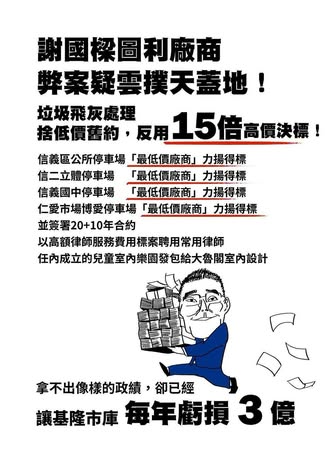 謝國樑圖利廠商
弊案疑雲撲天蓋地！
垃圾飛灰處理
捨低價舊約，反用15倍高價決標！
信義區公所停車場「最低價廠商」力揚得標
信二立體停車場「最低價廠商」力揚得標
信義國中停車場「最低價廠商」力揚得標
仁愛市場博愛停車場「最低價廠商」力揚得標
並簽署20+10年合約
以高額律師服務費用標案聘用常用律師
任內成立的兒童室內樂園發包給大魯閣室內設計
拿不出像樣的政績，卻已經
讓基隆市庫 每年虧損 3 億